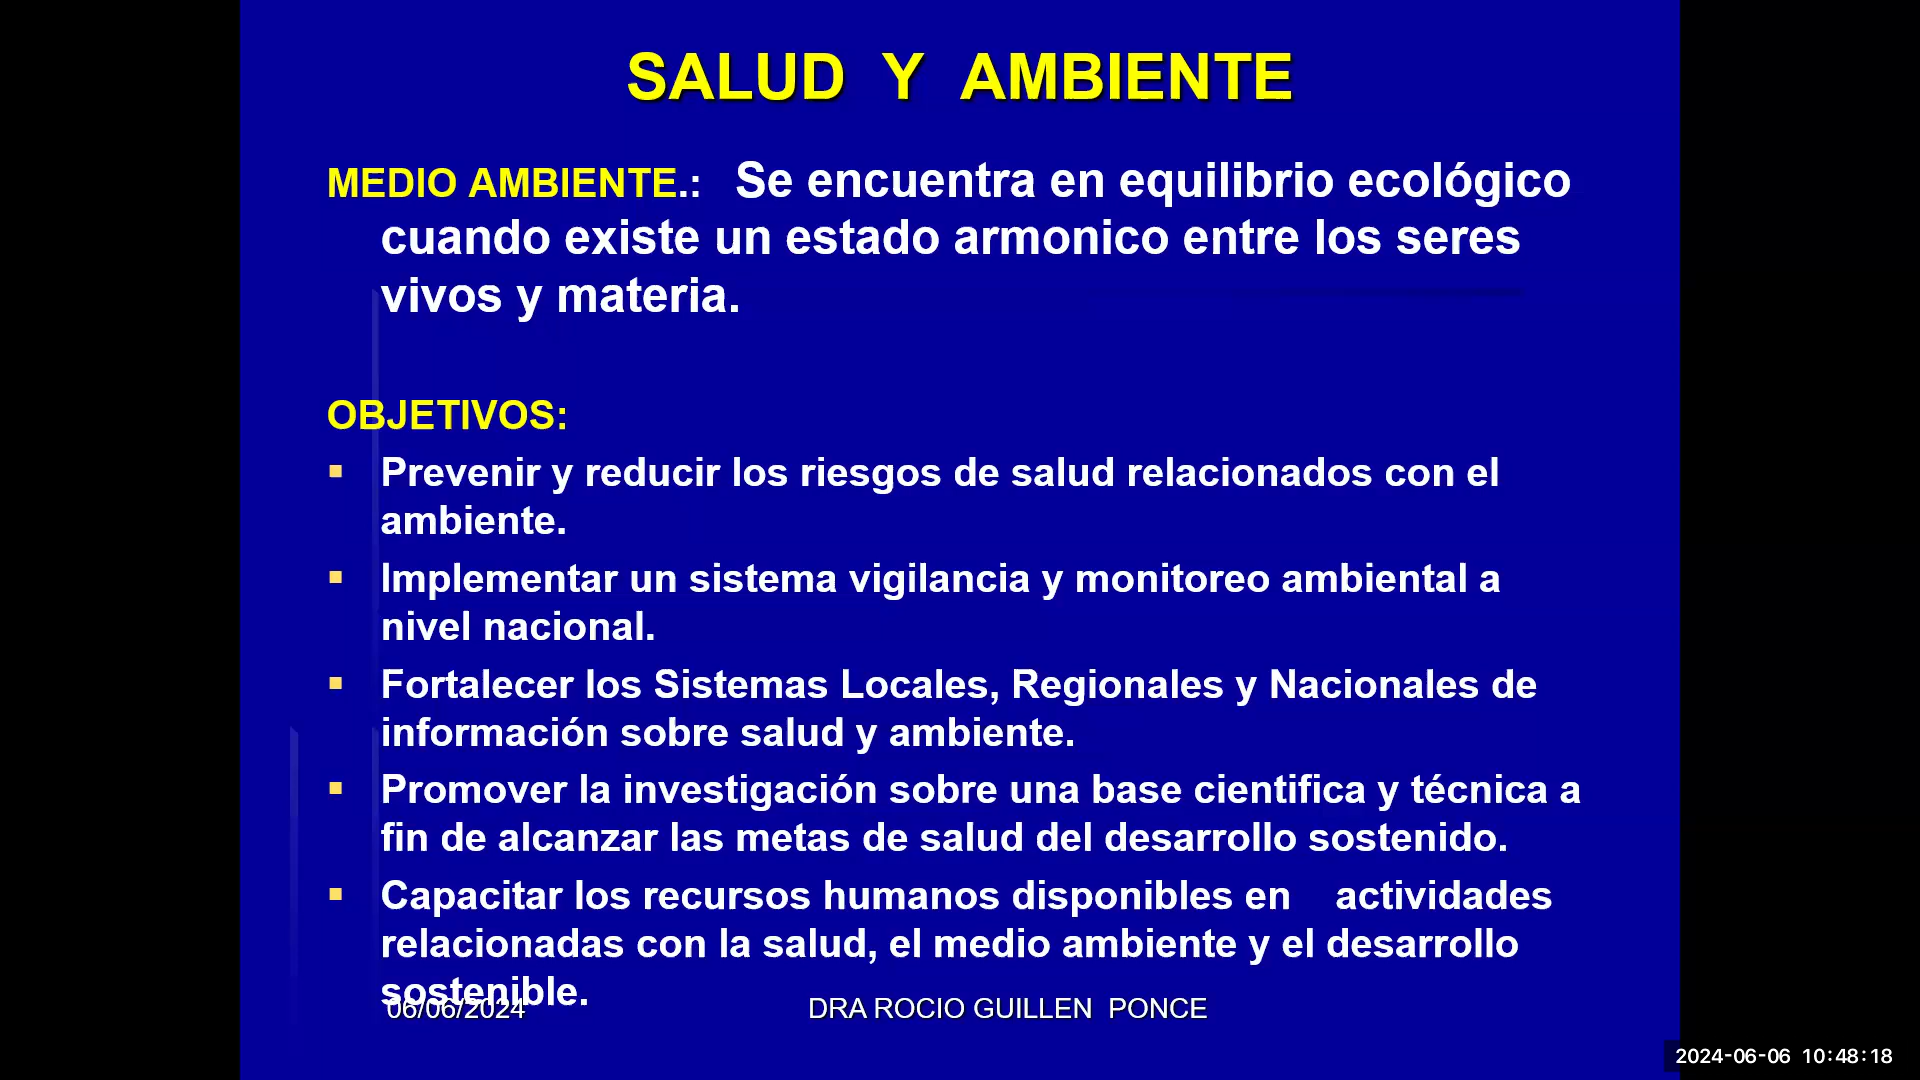 SALUD Y AMBIENTE
MEDIO AMBIENTE.: Se encuentra en equilibrio ecológico
cuando existe un estado armonico entre los seres
vivos y materia.
OBJETIVOS:
▪ Prevenir y reducir los riesgos de salud relacionados con el
ambiente.
▪ Implementar un sistema vigilancia y monitoreo ambiental a
nivel nacional.
▪ Fortalecer los Sistemas Locales, Regionales y Nacionales de
información sobre salud y ambiente.
▪ Promover la investigación sobre una base cientifica y técnica a
fin de alcanzar las metas de salud del desarrollo sostenido.
▪ Capacitar los recursos humanos disponibles en actividades
relacionadas con la salud, el medio ambiente y el desarrollo
sostenible.
06/06/2024 DRA ROCIO GUILLEN PONCE
2024-06-06 10:48:18